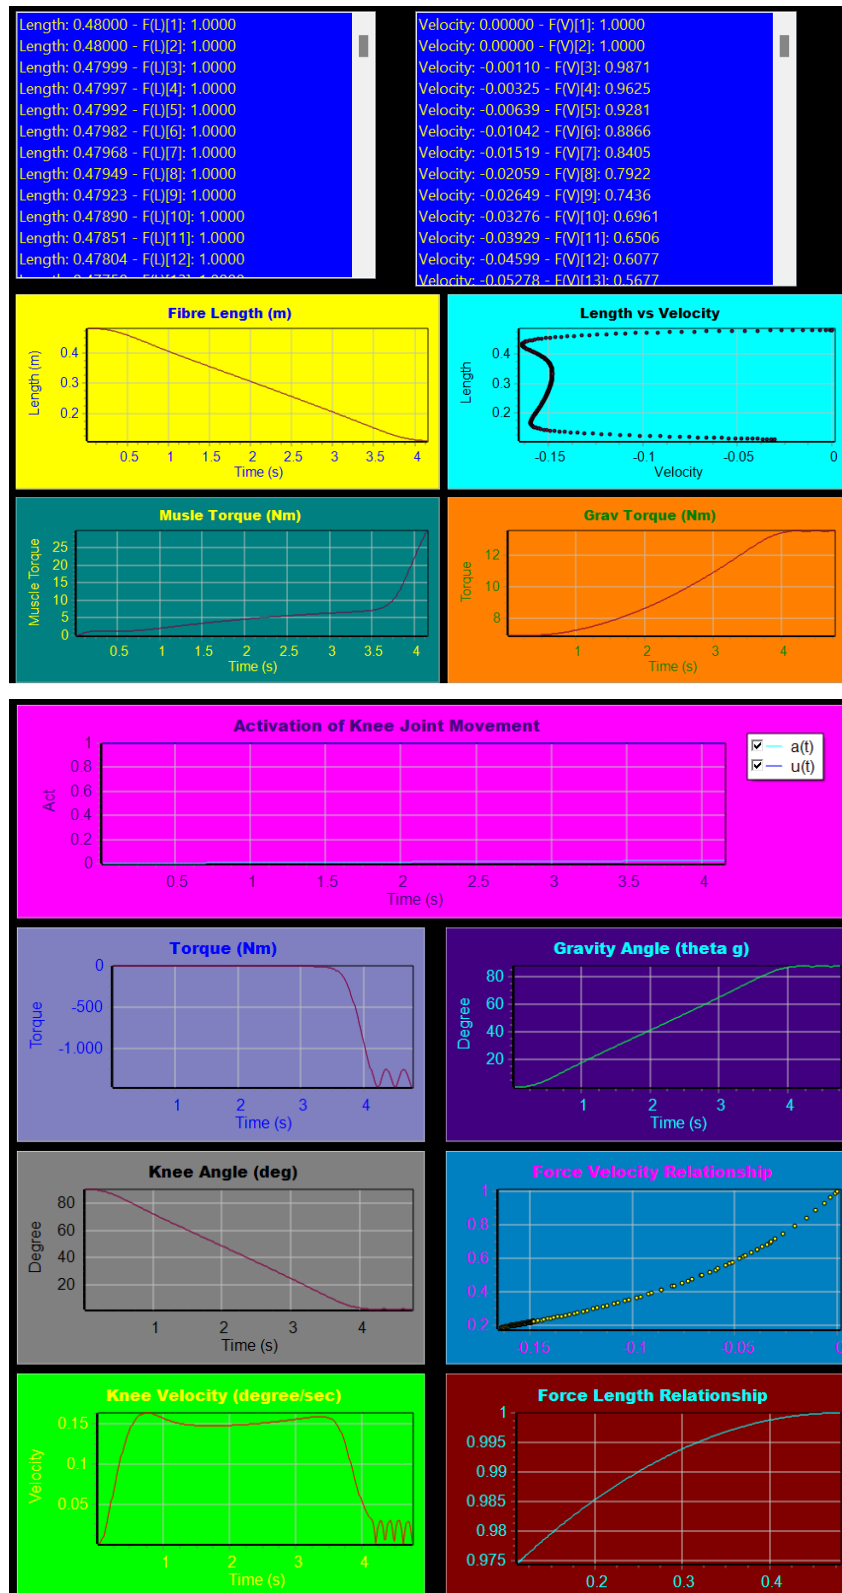 Length: 0.48000 - F(L)[1]: 1.0000
Length: 0.48000 - F(L)[2]: 1.0000
Length: 0.47999 - F(L)[3]: 1.0000
Length: 0.47997 - F(L)[4]: 1.0000
Length: 0.47992 - F(L)[5]: 1.0000
Length: 0.47982 - F(L)[6]: 1.0000
Length: 0.47968 - F(L)[7]: 1.0000
Length: 0.47949 - F(L)[8]: 1.0000
Length: 0.47923 - F(L)[9]: 1.0000
Length: 0.47890 - F(L)[10]: 1.0000
Length: 0.47851 - F(L)[11]: 1.0000
Length: 0.47804 - F(L)[12]: 1.0000
Velocity: 0.00000 - F(V)[1]: 1.0000
Velocity: 0.00000 - F(V)[2]: 1.0000
Velocity: -0.00110 - F(V)[3]: 0.9871
Velocity: -0.00325 - F(V)[4]: 0.9625
Velocity: -0.00639 - F(V)[5]: 0.9281
Velocity: -0.01042 - F(V)[6]: 0.8866
Velocity: -0.01519 - F(V)[7]: 0.8405
Velocity: -0.02059 - F(V)[8]: 0.7922
Velocity: -0.02649 - F(V)[9]: 0.7436
Velocity: -0.03276 - F(V)[10]: 0.6961
Velocity: -0.03929 - F(V)[11]: 0.6506
Velocity: -0.04599 - F(V)[12]: 0.6077
Velocity: -0.05278 - F(V)[13]: 0.5677
Fibre Length (m)
Length (m)
0.4
0.3
0.2
0.5 1 1.5 2 2.5 3 3.5 4
Time (s)
Length vs Velocity
Length
0.4
0.3
0.2
-0.15 -0.1 -0.05 0
Velocity
Musle Torque (Nm)
Muscle Torque
25
20
15
10
5
0
0.5 1 1.5 2 2.5 3 3.5 4
Time (s)
Grav Torque (Nm)
Torque
12
10
8
1 2 3 4
Time (s)
Activation of Knee Joint Movement
Act
1
0.8
0.6
0.4
0.2
0
0.5 1 1.5 2 2.5 3 3.5 4
Time (s)
a(t)
u(t)
Torque (Nm)
Torque
0
-500
-1.000
1 2 3 4
Time (s)
Gravity Angle (theta g)
Degree
80
60
40
20
1 2 3 4
Time (s)
Knee Angle (deg)
Degree
80
60
40
20
1 2 3 4
Time (s)
Force Velocity Relationship
1
0.8
0.6
0.4
0.2
-0.15 -0.1 -0.05 0
Knee Velocity (degree/sec)
Velocity
0.15
0.1
0.05
1 2 3 4
Time (s)
Force Length Relationship
1
0.995
0.99
0.985
0.98
0.975
0.2 0.3 0.4